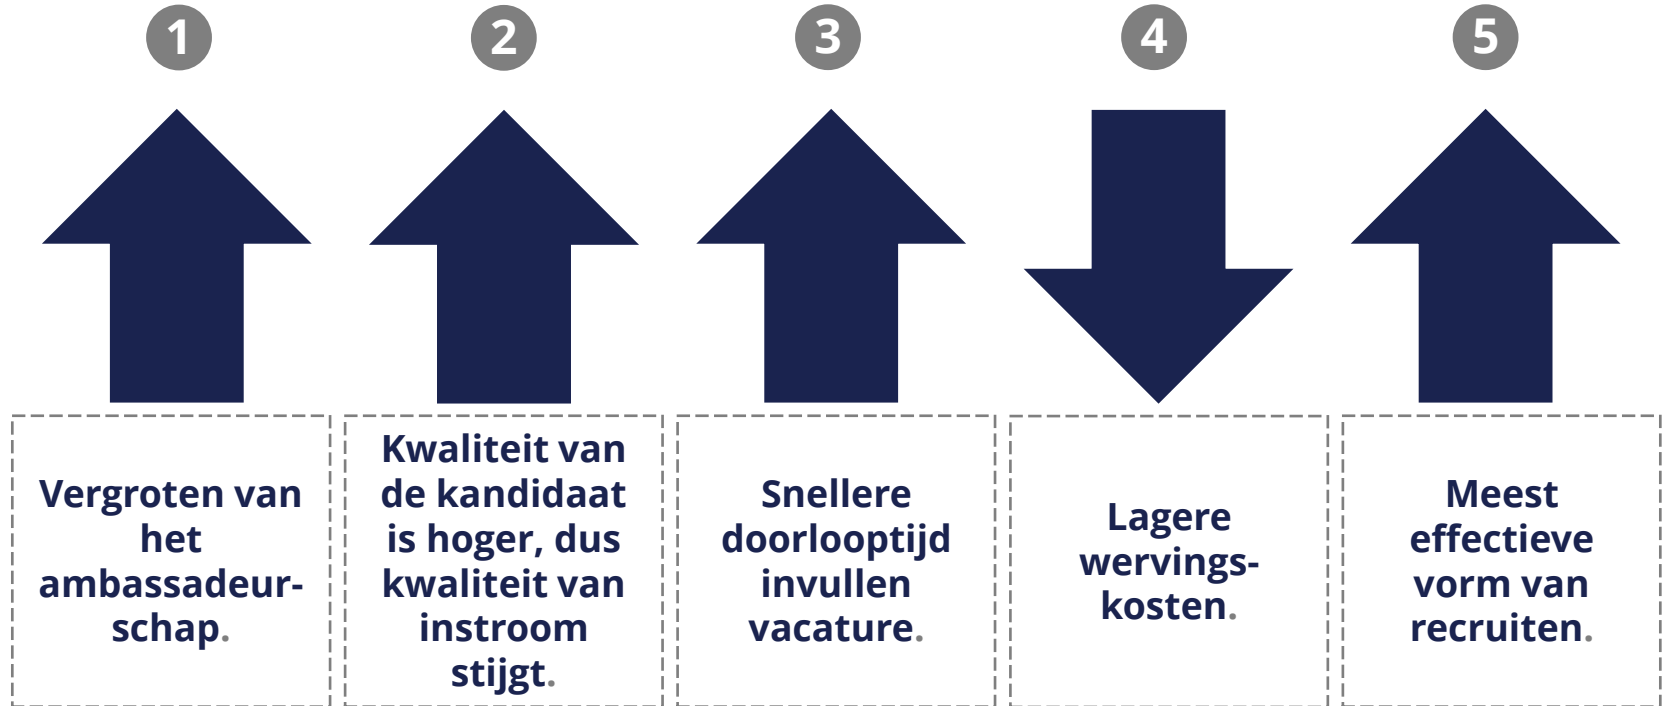 1
2
3
4
5
Vergroten van
het
ambassadeur-
schap.
Kwaliteit van
de kandidaat
is hoger, dus
kwaliteit van
instroom
stijgt.
Snellere
doorlooptijd
invullen
vacature.
Lagere
wervings-
kosten.
Meest
effectieve
vorm van
recruiten.